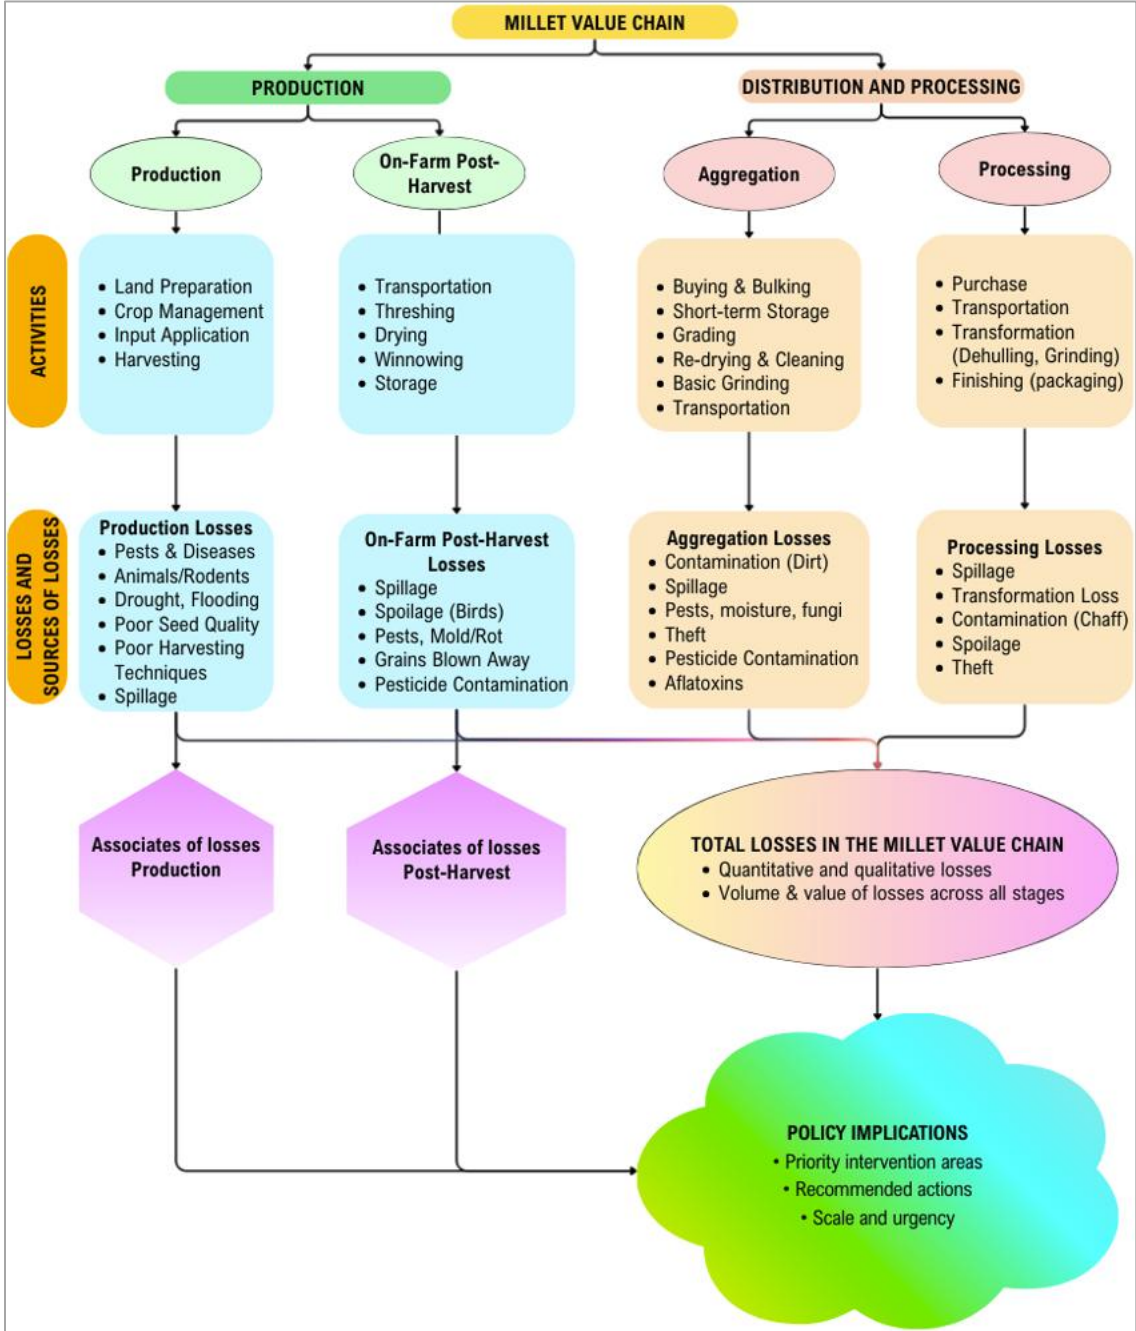 MILLET VALUE CHAIN
PRODUCTION
DISTRIBUTION AND PROCESSING
Production
On-Farm Post-
Harvest
Aggregation
Processing
ACTIVITIES
• Land Preparation
• Crop Management
• Input Application
• Harvesting
• Transportation
• Threshing
• Drying
• Winnowing
• Storage
• Buying & Bulking
• Short-term Storage
• Grading
• Re-drying & Cleaning
• Basic Grinding
• Transportation
• Purchase
• Transportation
• Transformation
(Dehulling, Grinding)
• Finishing (packaging)
LOSSES AND
SOURCES OF LOSSES
Production Losses
• Pests & Diseases
• Animals/Rodents
• Drought, Flooding
• Poor Seed Quality
• Poor Harvesting
Techniques
• Spillage
On-Farm Post-Harvest
Losses
• Spillage
• Spoilage (Birds)
• Pests, Mold/Rot
• Grains Blown Away
• Pesticide Contamination
Aggregation Losses
• Contamination (Dirt)
• Spillage
• Pests, moisture, fungi
• Theft
• Pesticide Contamination
• Aflatoxins
Processing Losses
• Spillage
• Transformation Loss
• Contamination (Chaff)
• Spoilage
• Theft
Associates of losses
Production
Associates of losses
Post-Harvest
TOTAL LOSSES IN THE MILLET VALUE CHAIN
• Quantitative and qualitative losses
• Volume & value of losses across all stages
POLICY IMPLICATIONS
• Priority intervention areas
• Recommended actions
• Scale and urgency